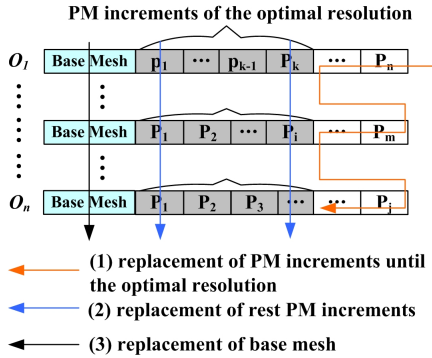 PM increments of the optimal resolution
O1 Base Mesh p1 ... pk-1 Pk ... Pn
Base Mesh P1 P2 ... Pi ... Pm
On Base Mesh P1 P2 P3 ... ... Pj
(1) replacement of PM increments until
the optimal resolution
(2) replacement of rest PM increments
(3) replacement of base mesh